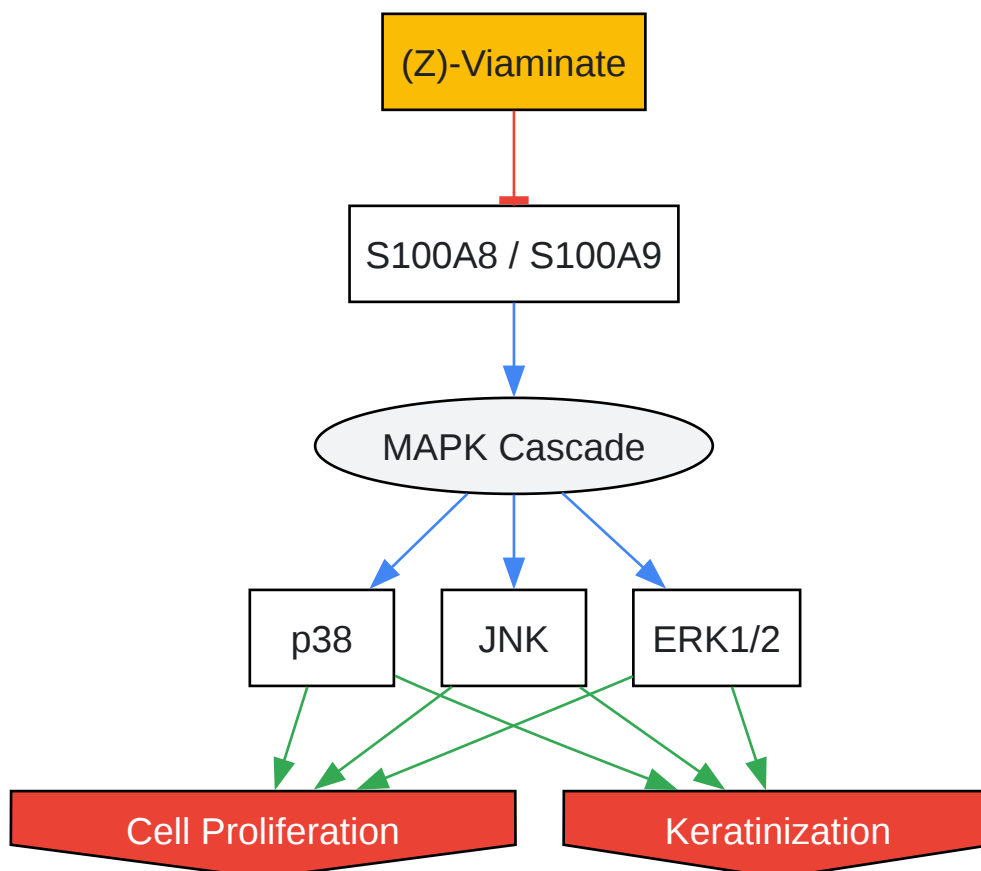 (Z)-Viaminate
S100A8 / S100A9
MAPK Cascade
p38
JNK
ERK1/2
Cell Proliferation
Keratinization